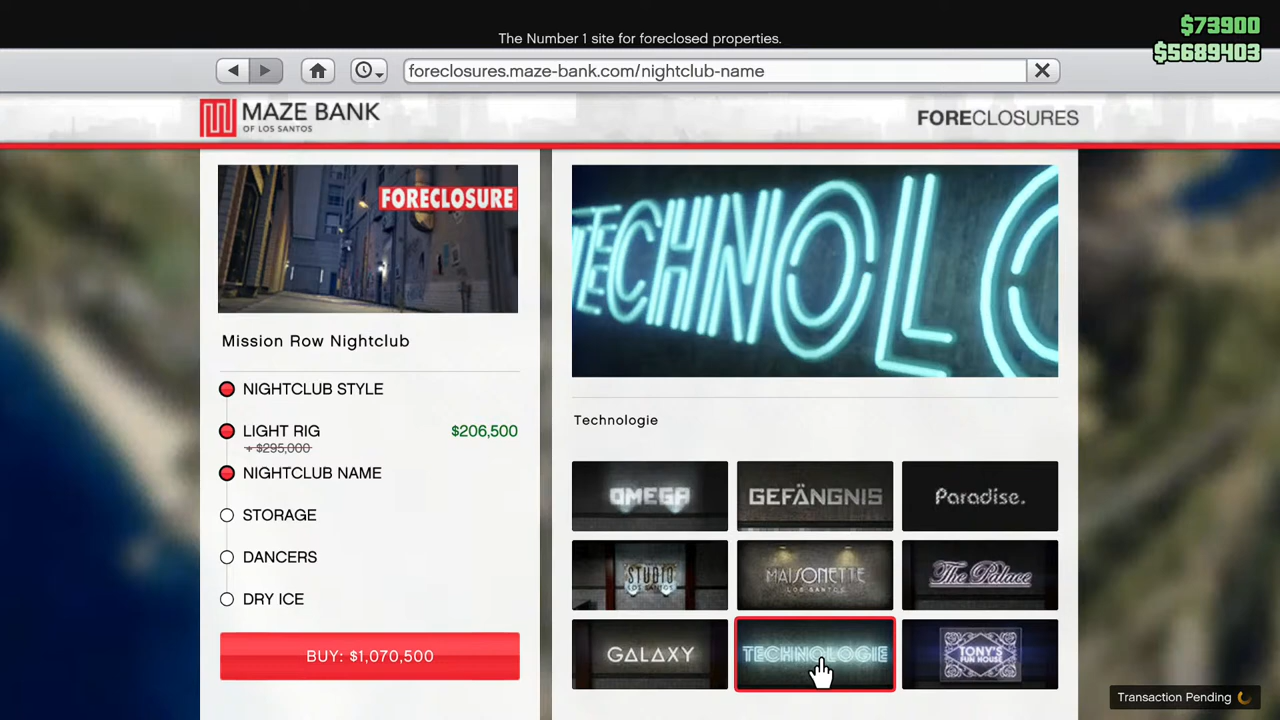 $73900
$5689403
The Number 1 site for foreclosed properties.
foreclosures.maze-bank.com/nightclub-name
MAZE BANK
OF LOS SANTOS
FORECLOSURES
FORECLOSURE
TECHNOLO
Mission Row Nightclub
NIGHTCLUB STYLE
LIGHT RIG $206,500
+ $295,000
NIGHTCLUB NAME
STORAGE
DANCERS
DRY ICE
BUY: $1,070,500
Technologie
OMEGA GEFÄNGNIS Paradise.
STUDIO MAISONETTE The Palace
LOS SANTOS LOS SANTOS
GALAXY TECHNOLOGIE TONY'S
FUN HOUSE
Transaction Pending